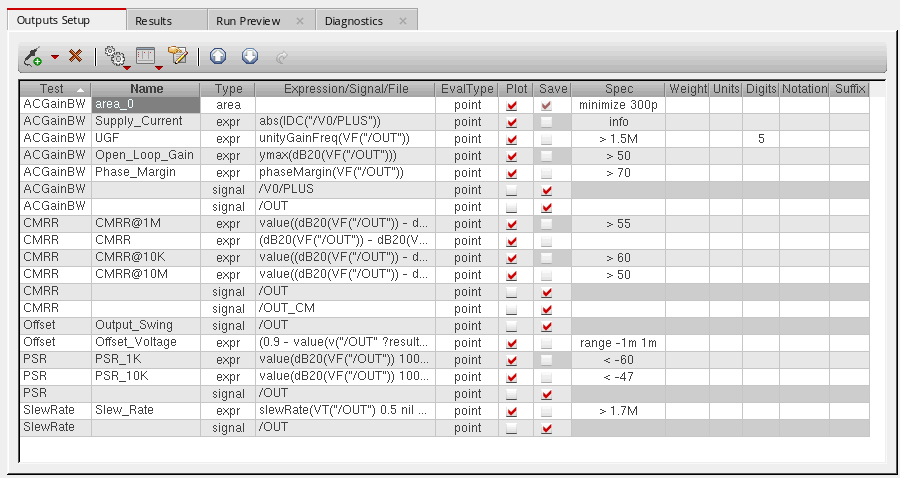 Outputs Setup Results Run Preview Diagnostics
Test Name Type Expression/Signal/File EvalType Plot Save Spec Weight Units Digits Notation Suffix
ACGainBW area_0 area point minimize 300p
ACGainBW Supply_Current expr abs(IDC("/V0/PLUS")) point info
ACGainBW UGF expr unityGainFreq(VF("/OUT")) point > 1.5M 5
ACGainBW Open_Loop_Gain expr ymax(dB20(VF("/OUT"))) point > 50
ACGainBW Phase_Margin expr phaseMargin(VF("/OUT")) point > 70
ACGainBW signal /V0/PLUS point
ACGainBW signal /OUT point
CMRR CMRR@1M expr value((dB20(VF("/OUT")) - d... point > 55
CMRR CMRR expr (dB20(VF("/OUT")) - dB20(V... point
CMRR CMRR@10K expr value((dB20(VF("/OUT")) - d... point > 60
CMRR CMRR@10M expr value((dB20(VF("/OUT")) - d... point > 50
CMRR signal /OUT point
CMRR signal /OUT_CM point
Offset Output_Swing signal /OUT point
Offset Offset_Voltage expr (0.9 - value(v("/OUT" ?result... point range -1m 1m
PSR PSR_1K expr value(dB20(VF("/OUT")) 100... point < -60
PSR PSR_10K expr value(dB20(VF("/OUT")) 100... point < -47
PSR signal /OUT point
SlewRate Slew_Rate expr slewRate(VT("/OUT") 0.5 nil ... point > 1.7M
SlewRate signal /OUT point